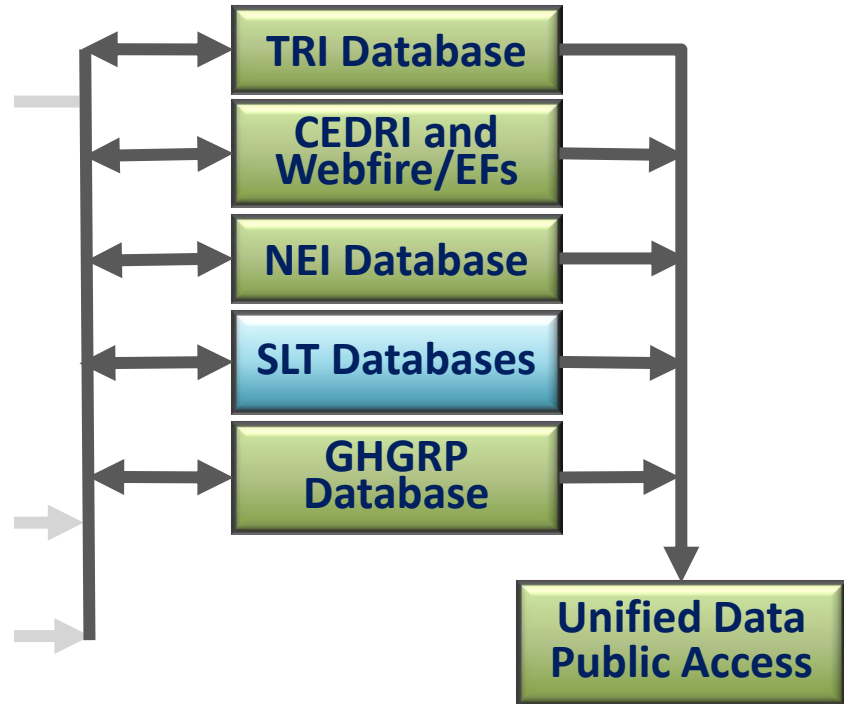 TRI Database
CEDRI and
Webfire/EFs
NEI Database
SLT Databases
GHGRP
Database
Unified Data
Public Access